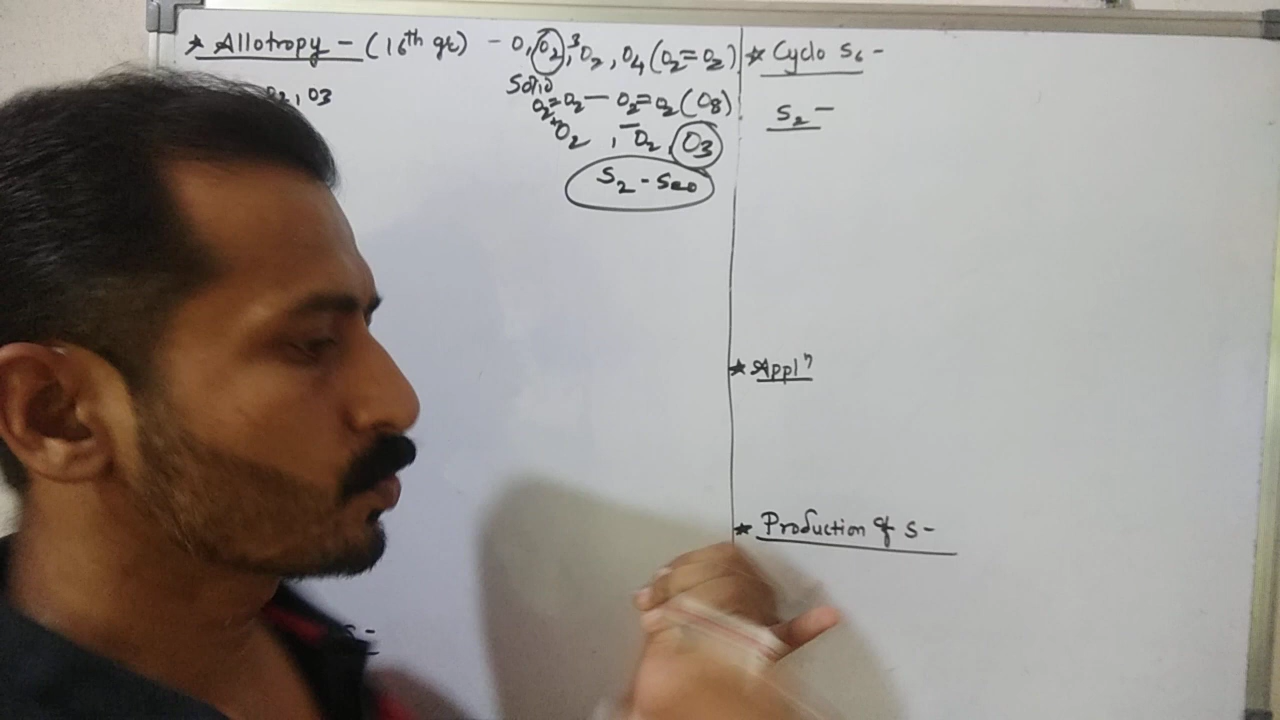 ★ Allotropy - (16th gr) - O, O2, ³O2, O4 (O2=O2)
O2, O3
Solid
O2=O2 — O2=O2 (O8)
+O2, -O2, O3
S2 - S20
★ Cyclo S6 -
S2 -
★ Appl n
★ Production of S-
S-